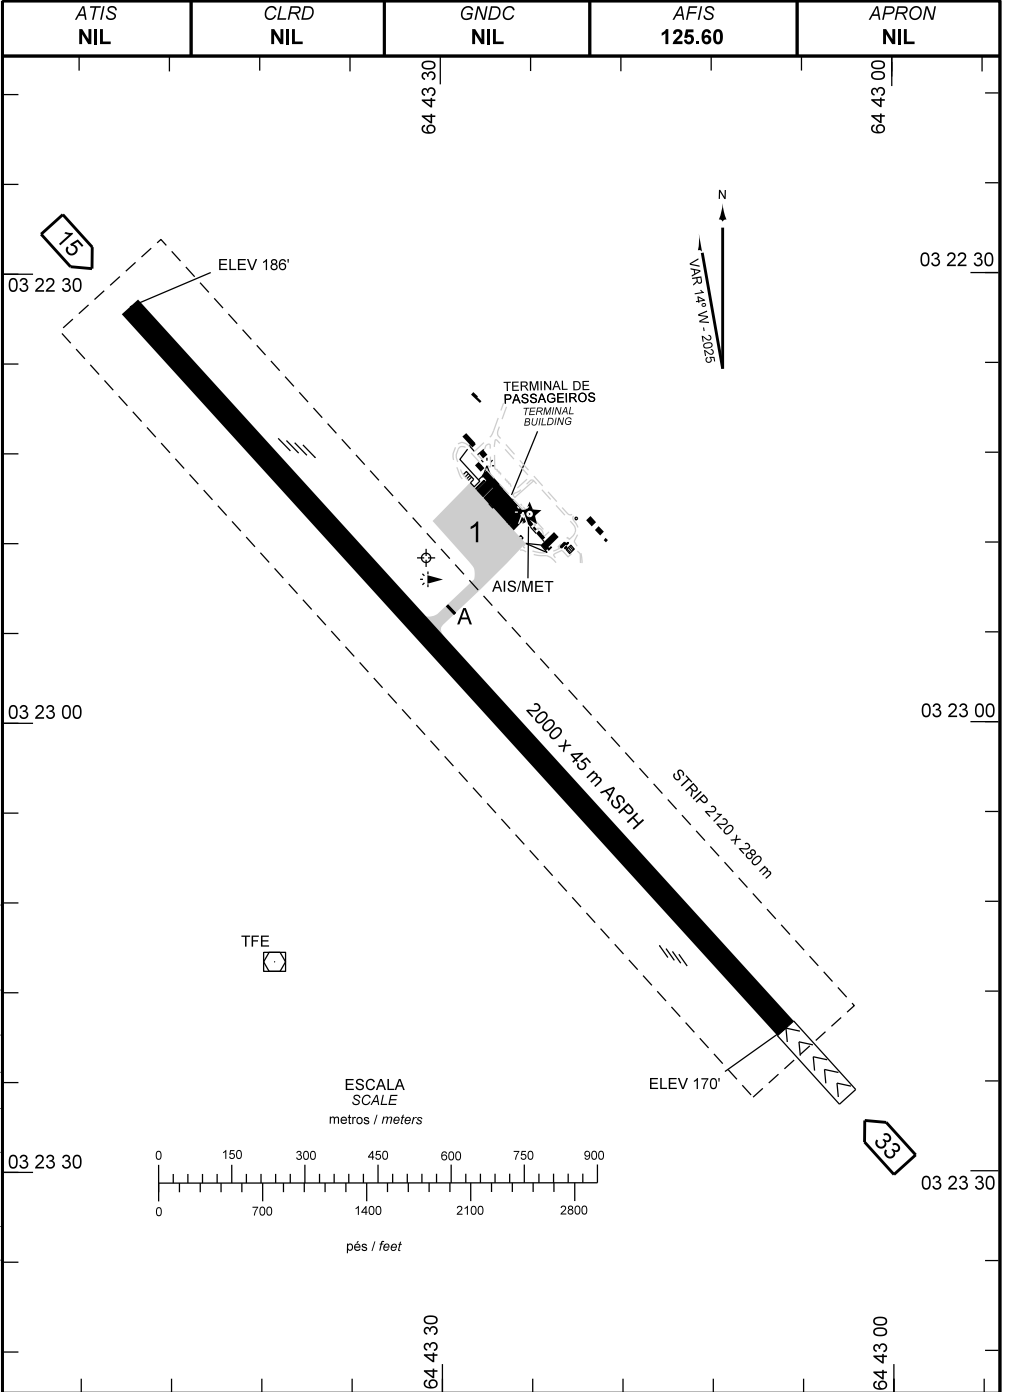 ATIS
NIL
CLRD
NIL
GNDC
NIL
AFIS
125.60
APRON
NIL
64 43 30
64 43 00
N
VAR 14º W - 2025
15
ELEV 186'
03 22 30
03 22 30
TERMINAL DE
PASSAGEIROS
TERMINAL
BUILDING
1
AIS/MET
A
03 23 00
03 23 00
2000 x 45 m ASPH
STRIP 2120 x 280 m
TFE
ELEV 170'
33
ESCALA
SCALE
metros / meters
0 150 300 450 600 750 900
0 700 1400 2100 2800
pés / feet
03 23 30
03 23 30
64 43 30
64 43 00